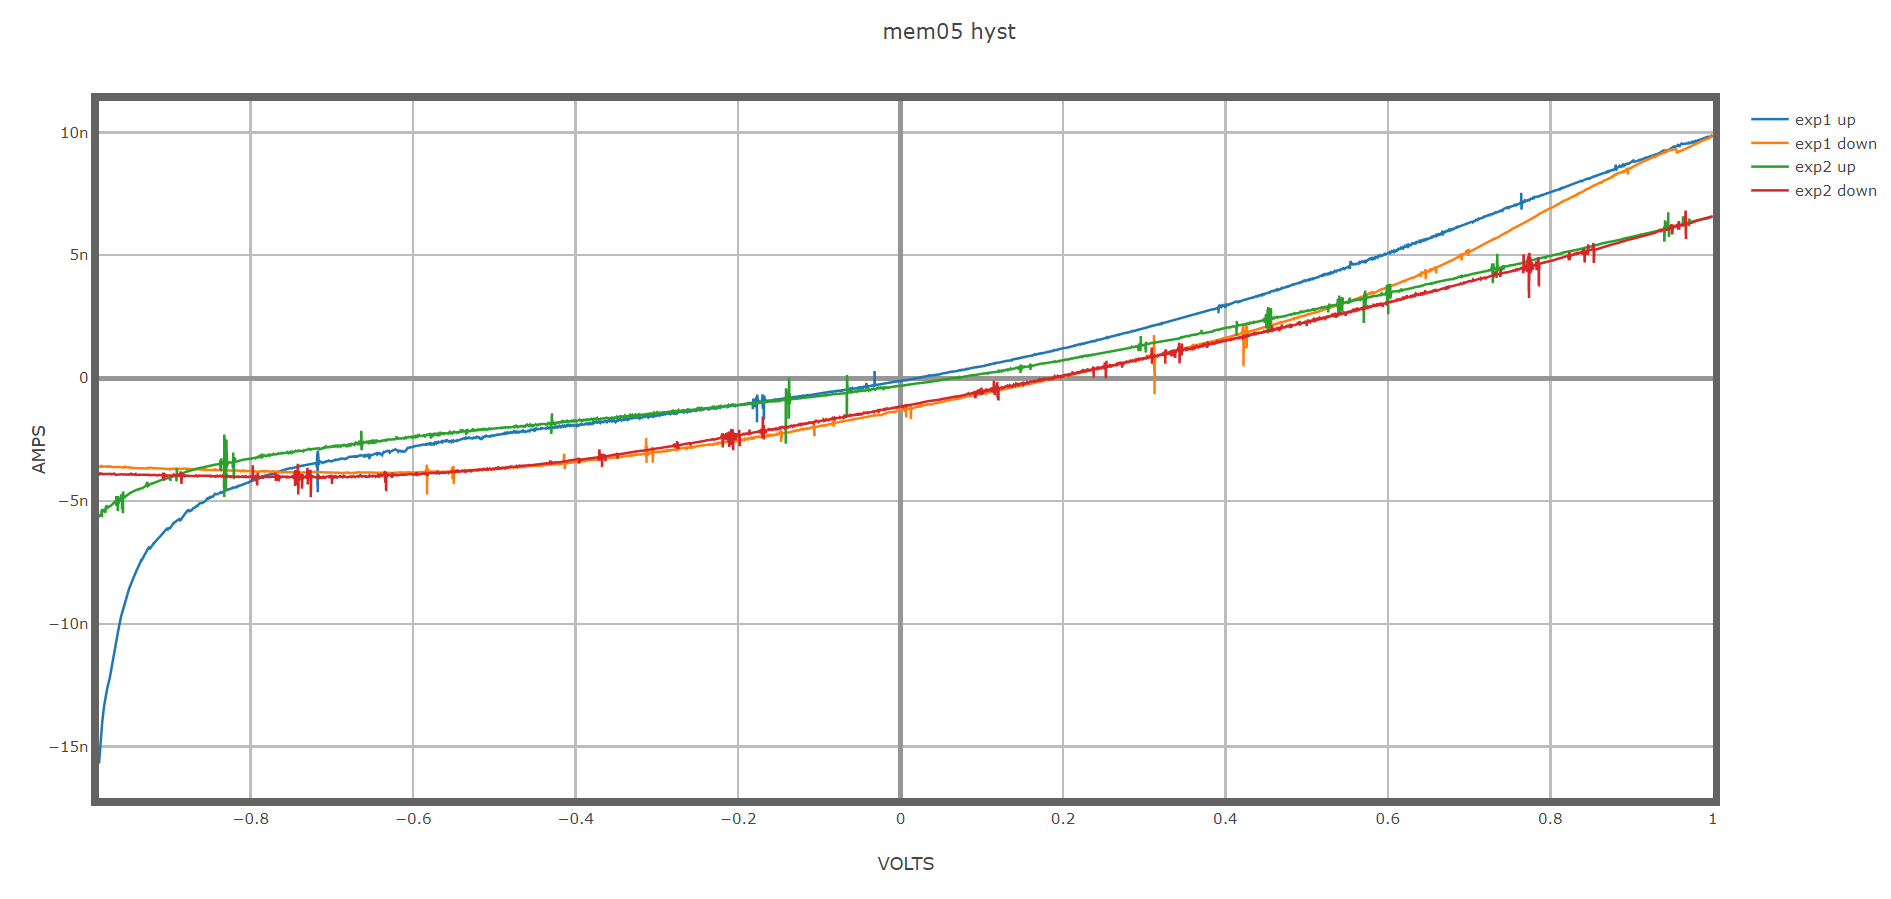 mem05 hyst
10n
5n
0
−5n
−10n
−15n
AMPS
−0.8 −0.6 −0.4 −0.2 0 0.2 0.4 0.6 0.8 1
VOLTS
exp1 up
exp1 down
exp2 up
exp2 down